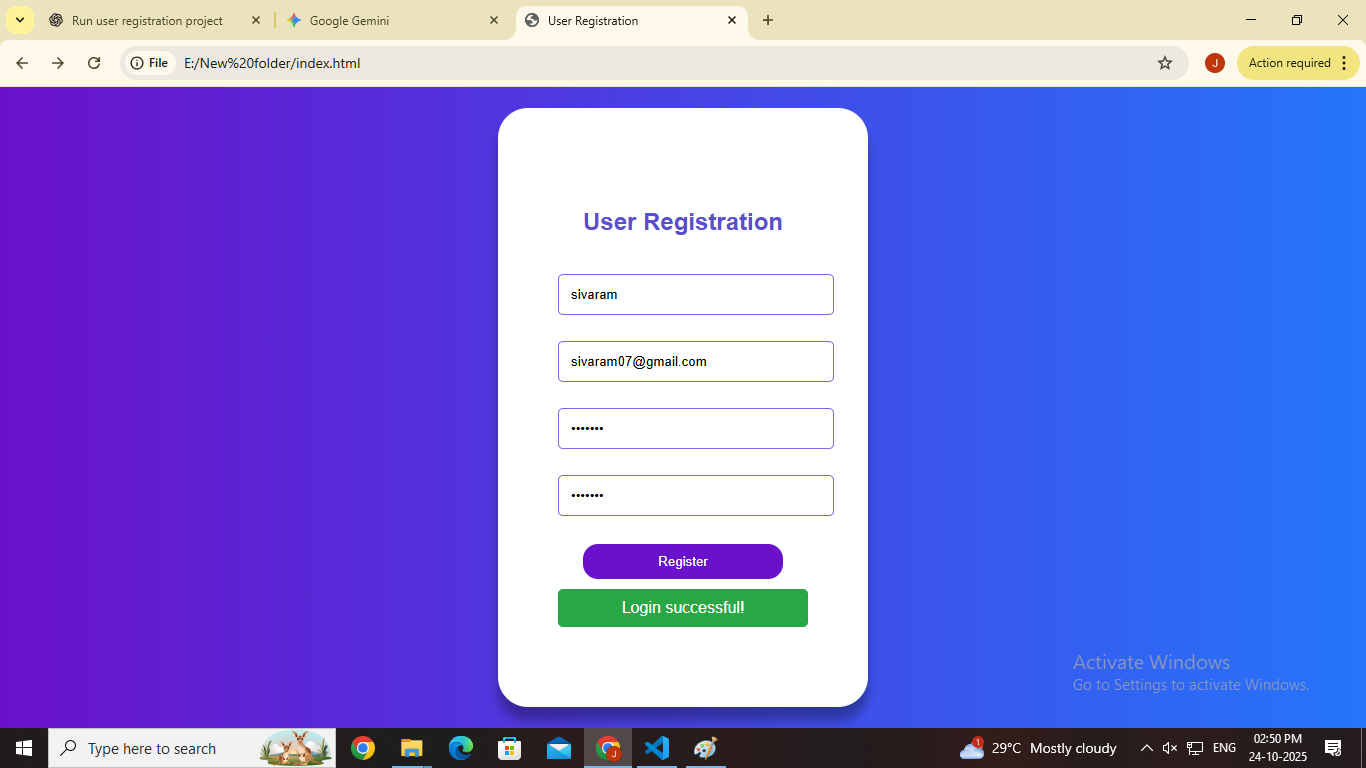 Run user registration project
Google Gemini
User Registration
File
E:/New%20folder/index.html
J
Action required
User Registration
sivaram
sivaram07@gmail.com
•••••••
•••••••
Register
Login successful!
Activate Windows
Go to Settings to activate Windows.
Type here to search
J
1
29°C Mostly cloudy
ENG
02:50 PM
24-10-2025